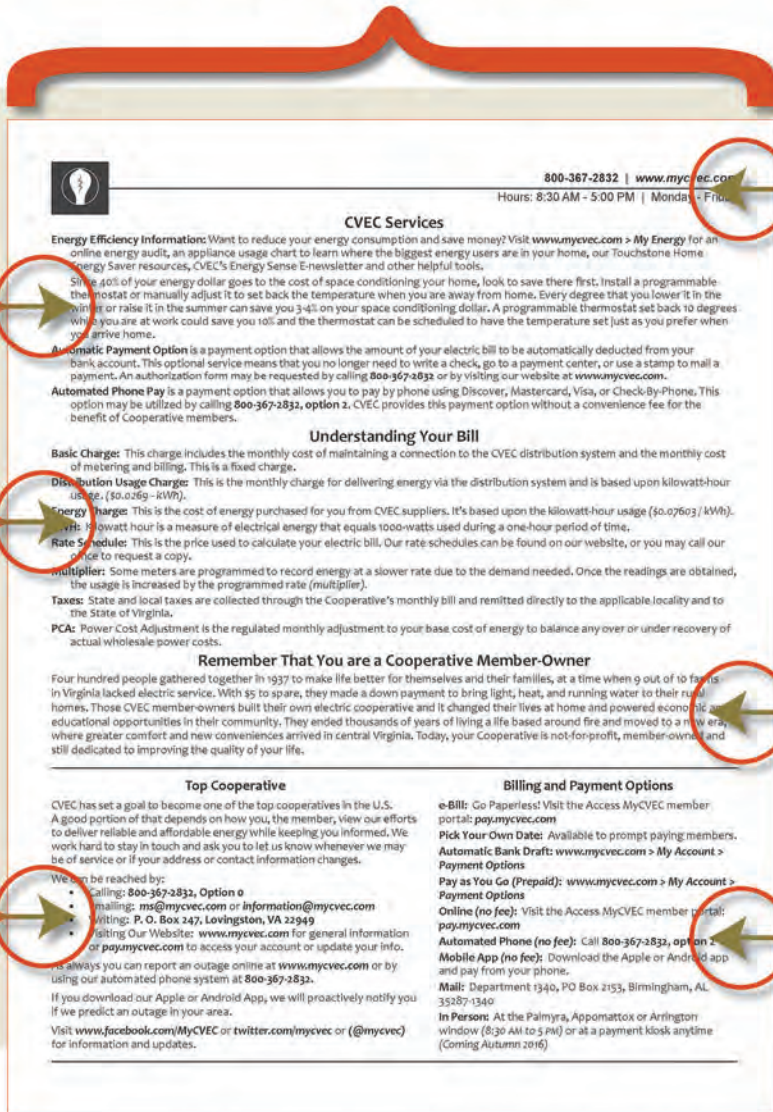 800-367-2832 | www.mycvec.com
Hours: 8:30 AM - 5:00 PM | Monday - Friday
CVEC Services
Energy Efficiency Information: Want to reduce your energy consumption and save money? Visit www.mycvec.com > My Energy for an
online energy audit, an appliance usage chart to learn where the biggest energy users are in your home, our Touchstone Home
Energy Saver resources, CVEC's Energy Sense E-newsletter and other helpful tools.
Since 40% of your energy dollar goes to the cost of space conditioning your home, look to save there first. Install a programmable
thermostat or manually adjust it to set back the temperature when you are away from home. Every degree that you lower it in the
winter or raise it in the summer can save you 3-4% on your space conditioning dollar. A programmable thermostat set back 10 degrees
while you are at work could save you 10% and the thermostat can be scheduled to have the temperature set just as you prefer when
you arrive home.
Automatic Payment Option is a payment option that allows the amount of your electric bill to be automatically deducted from your
bank account. This optional service means that you no longer need to write a check, go to a payment center, or use a stamp to mail a
payment. An authorization form may be requested by calling 800-367-2832 or by visiting our website at www.mycvec.com.
Automated Phone Pay is a payment option that allows you to pay by phone using Discover, Mastercard, Visa, or Check-By-Phone. This
option may be utilized by calling 800-367-2832, option 2. CVEC provides this payment option without a convenience fee for the
benefit of Cooperative members.
Understanding Your Bill
Basic Charge: This charge includes the monthly cost of maintaining a connection to the CVEC distribution system and the monthly cost
of metering and billing. This is a fixed charge.
Distribution Usage Charge: This is the monthly charge for delivering energy via the distribution system and is based upon kilowatt-hour
usage. ($0.0269 - kWh).
Energy Charge: This is the cost of energy purchased for you from CVEC suppliers. It's based upon the kilowatt-hour usage ($0.07603 / kWh).
kWH: Kilowatt hour is a measure of electrical energy that equals 1000-watts used during a one-hour period of time.
Rate Schedule: This is the price used to calculate your electric bill. Our rate schedules can be found on our website, or you may call our
office to request a copy.
Multiplier: Some meters are programmed to record energy at a slower rate due to the demand needed. Once the readings are obtained,
the usage is increased by the programmed rate (multiplier).
Taxes: State and local taxes are collected through the Cooperative's monthly bill and remitted directly to the applicable locality and to
the State of Virginia.
PCA: Power Cost Adjustment is the regulated monthly adjustment to your base cost of energy to balance any over or under recovery of
actual wholesale power costs.
Remember That You are a Cooperative Member-Owner
Four hundred people gathered together in 1937 to make life better for themselves and their families, at a time when 9 out of 10 farms
in Virginia lacked electric service. With $5 to spare, they made a down payment to bring light, heat, and running water to their rural
homes. Those CVEC member-owners built their own electric cooperative and it changed their lives at home and powered economic and
educational opportunities in their community. They ended thousands of years of living a life based around fire and moved to a new era,
where greater comfort and new conveniences arrived in central Virginia. Today, your Cooperative is not-for-profit, member-owned and
still dedicated to improving the quality of your life.
Top Cooperative
CVEC has set a goal to become one of the top cooperatives in the U.S.
A good portion of that depends on how you, the member, view our efforts
to deliver reliable and affordable energy while keeping you informed. We
work hard to stay in touch and ask you to let us know whenever we may
be of service or if your address or contact information changes.
We can be reached by:
• Calling: 800-367-2832, Option 0
• Emailing: ms@mycvec.com or information@mycvec.com
• Writing: P. O. Box 247, Lovingston, VA 22949
• Visiting Our Website: www.mycvec.com for general information
or pay.mycvec.com to access your account or update your info.
As always you can report an outage online at www.mycvec.com or by
using our automated phone system at 800-367-2832.
If you download our Apple or Android App, we will proactively notify you
if we predict an outage in your area.
Visit www.facebook.com/MyCVEC or twitter.com/mycvec or (@mycvec)
for information and updates.
Billing and Payment Options
e-Bill: Go Paperless! Visit the Access MyCVEC member
portal: pay.mycvec.com
Pick Your Own Date: Available to prompt paying members.
Automatic Bank Draft: www.mycvec.com > My Account >
Payment Options
Pay as You Go (Prepaid): www.mycvec.com > My Account >
Payment Options
Online (no fee): Visit the Access MyCVEC member portal:
pay.mycvec.com
Automated Phone (no fee): Call 800-367-2832, option 2
Mobile App (no fee): Download the Apple or Android app
and pay from your phone.
Mail: Department 1340, PO Box 2153, Birmingham, AL
35287-1340
In Person: At the Palmyra, Appomattox or Arrington
window (8:30 AM to 5 PM) or at a payment kiosk anytime
(Coming Autumn 2016)